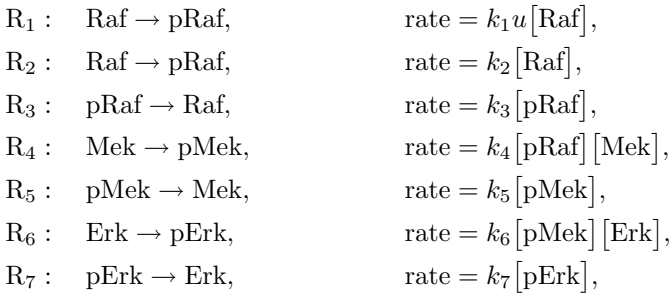 R₁ : Raf → pRaf, rate = k₁u[Raf],
R₂ : Raf → pRaf, rate = k₂[Raf],
R₃ : pRaf → Raf, rate = k₃[pRaf],
R₄ : Mek → pMek, rate = k₄[pRaf][Mek],
R₅ : pMek → Mek, rate = k₅[pMek],
R₆ : Erk → pErk, rate = k₆[pMek][Erk],
R₇ : pErk → Erk, rate = k₇[pErk],